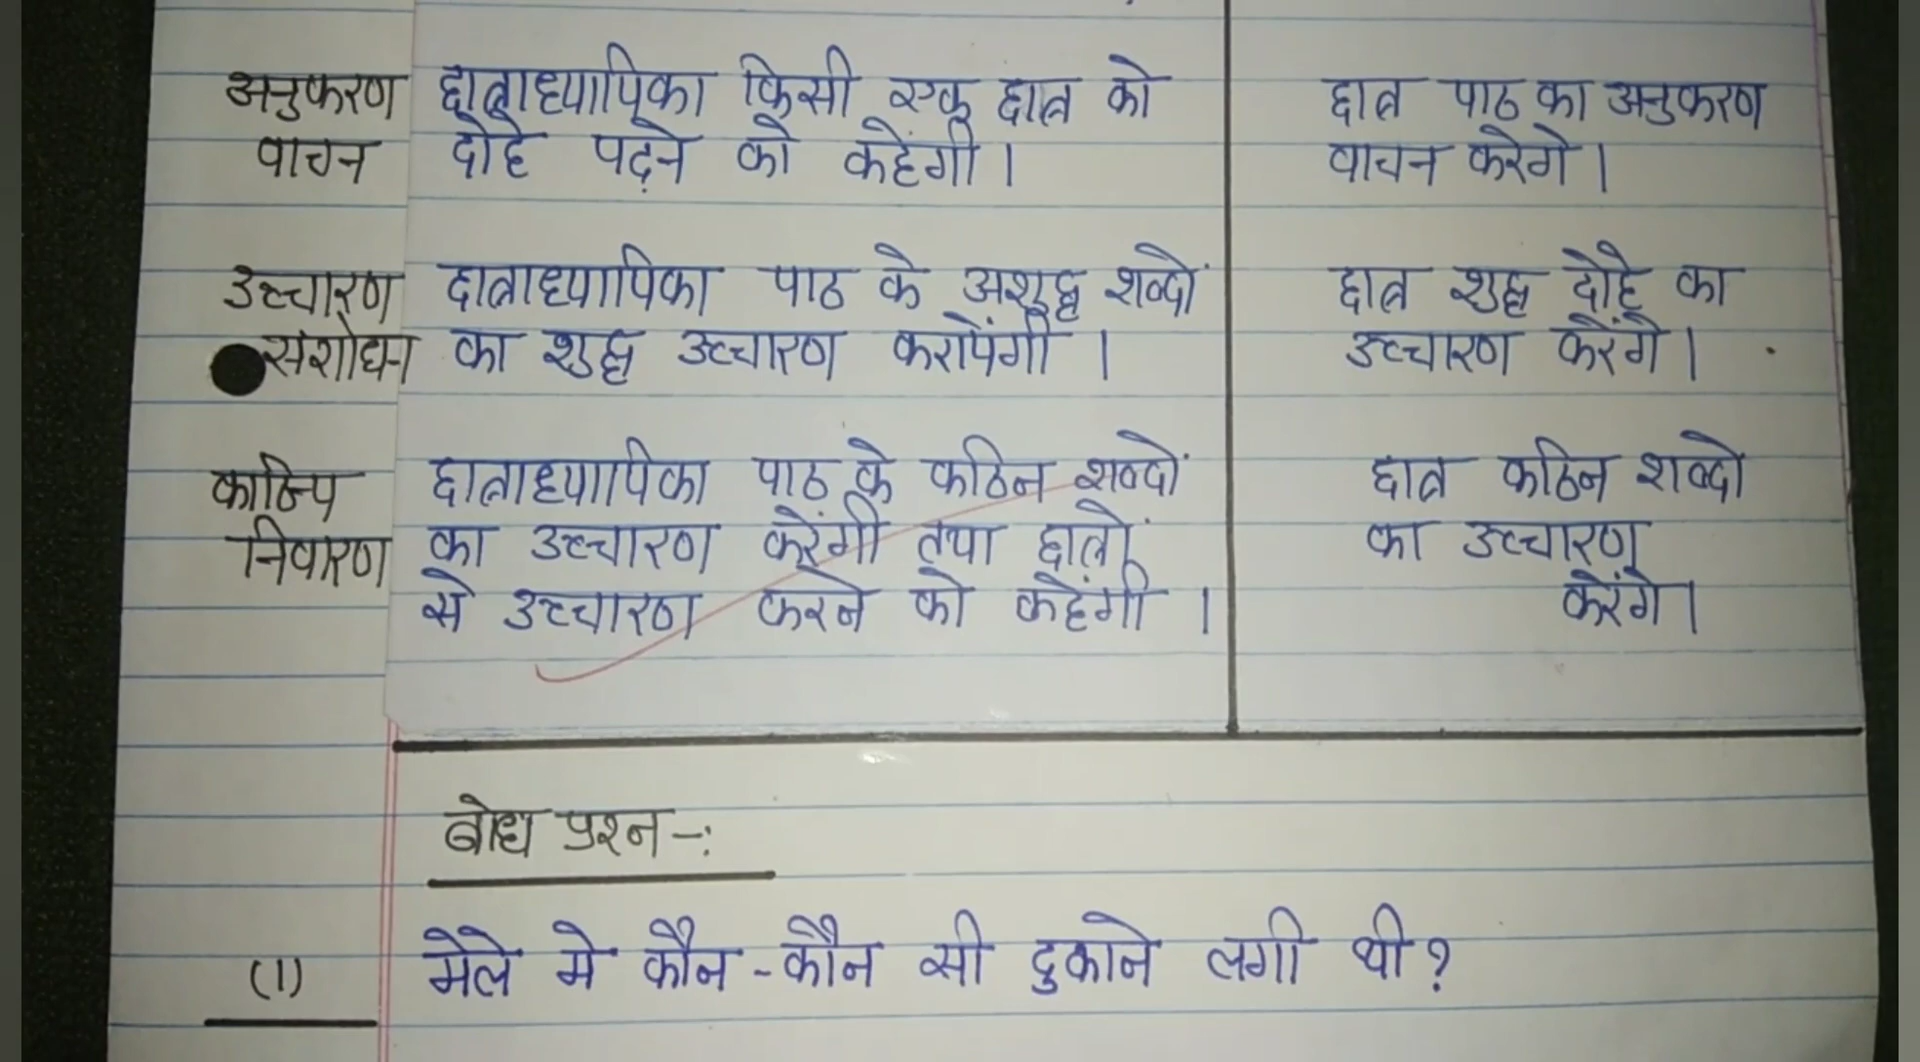 अनुकरण छात्राध्यापिका किसी एक छात्र को छात्र पाठ का अनुकरण
वाचन दोहे पढ़ने को कहेंगी। वाचन करेगे।
उच्चारण छात्राध्यापिका पाठ के अशुद्ध शब्दों छात्र शुद्ध दोहे का
संशोधन का शुद्ध उच्चारण करायेंगी। उच्चारण करेंगे।
काठिन्य छात्राध्यापिका पाठ के कठिन शब्दों छात्र कठिन शब्दो
निवारण का उच्चारण करेंगी तथा छात्रों का उच्चारण
से उच्चारण करने को कहेंगी। करेंगे।
बोध प्रश्न -:
(1) मेले मे कौन-कौन सी दुकाने लगी थी?